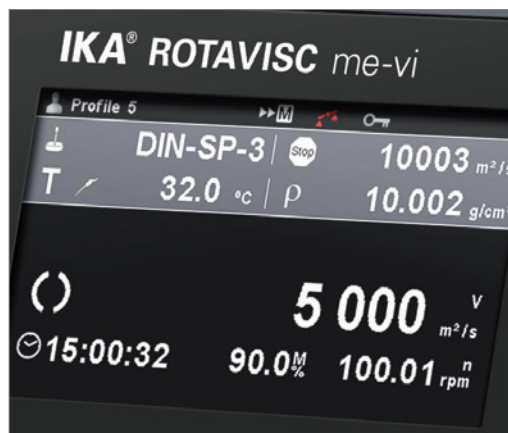 IKA® ROTAVISC me-vi
Profile 5 M
DIN-SP-3 Stop 10003 m²/s
T 32.0 °C ρ 10.002 g/cm³
5 000 V m²/s
15:00:32 90.0 M % 100.01 n rpm